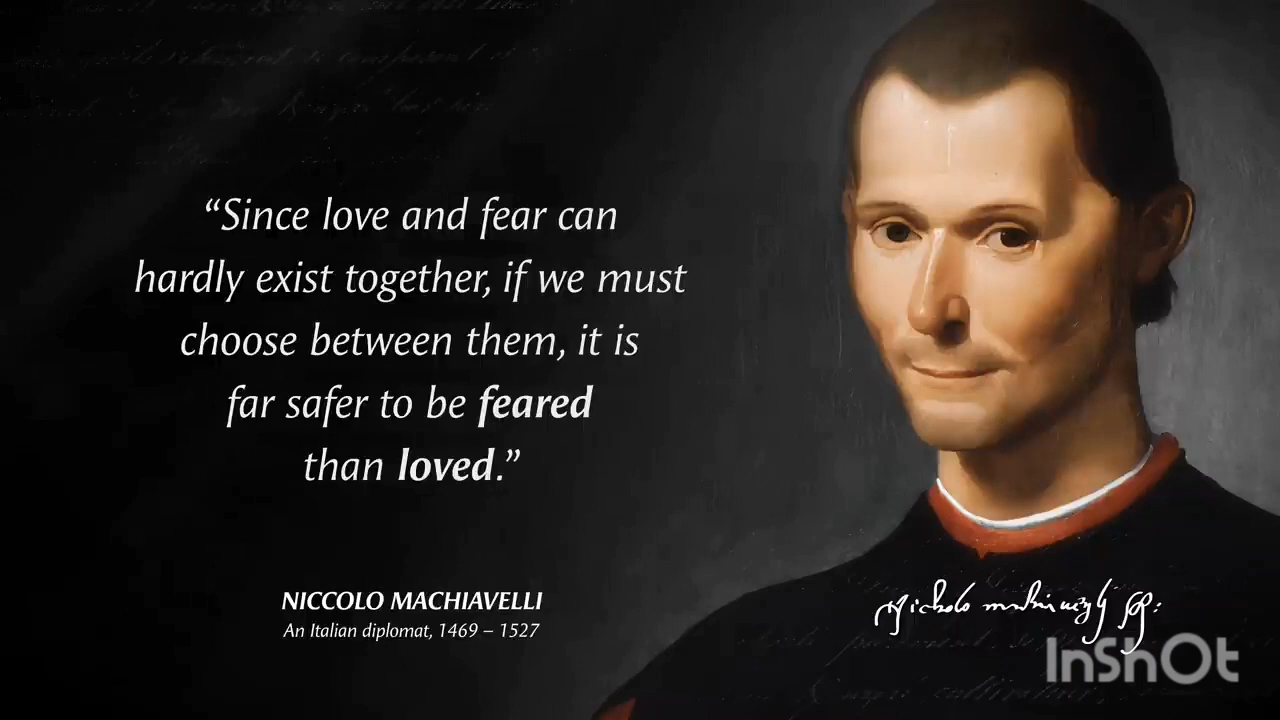 “Since love and fear can
hardly exist together, if we must
choose between them, it is
far safer to be feared
than loved.”
NICCOLO MACHIAVELLI
An Italian diplomat, 1469 – 1527
InShOt